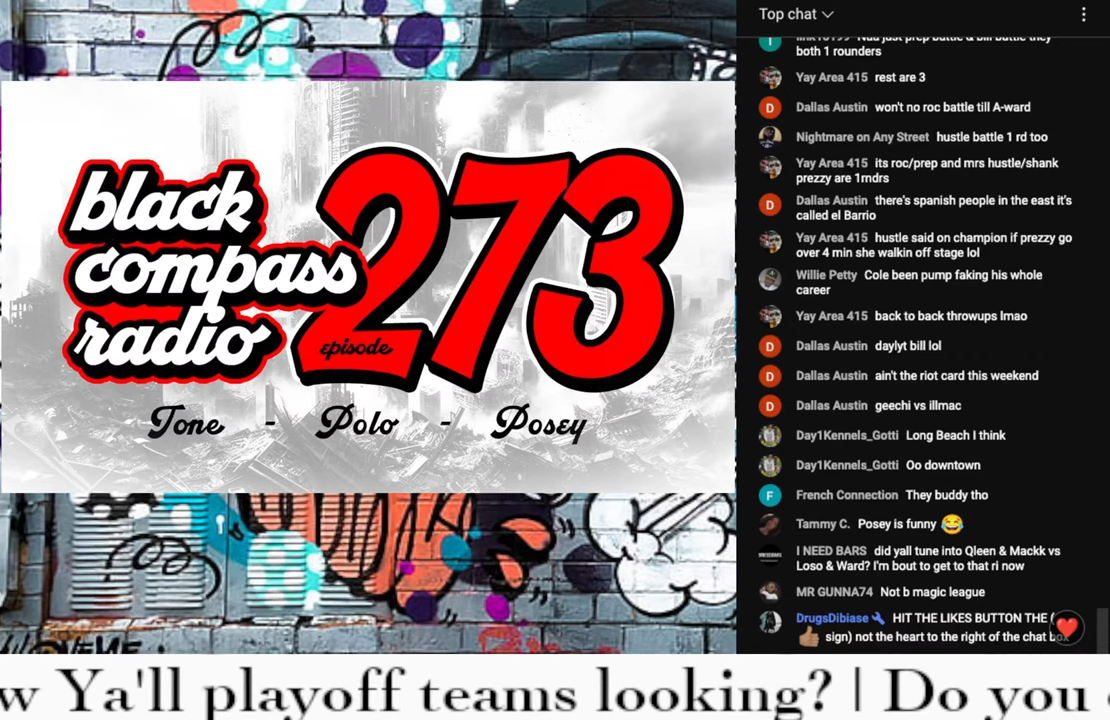 black
compass
radio
273
episode
Tone - Polo - Posey
Top chat
both 1 rounders
Yay Area 415 rest are 3
Dallas Austin won't no roc battle till A-ward
Nightmare on Any Street hustle battle 1 rd too
Yay Area 415 its roc/prep and mrs hustle/shank
prezzy are 1mdrs
Dallas Austin there's spanish people in the east it's
called el Barrio
Yay Area 415 hustle said on champion if prezzy go
over 4 min she walkin off stage lol
Willie Petty Cole been pump faking his whole
career
Yay Area 415 back to back throwups lmao
Dallas Austin daylyt bill lol
Dallas Austin ain't the riot card this weekend
Dallas Austin geechi vs illmac
Day1Kennels_Gotti Long Beach I think
Day1Kennels_Gotti Oo downtown
French Connection They buddy tho
Tammy C. Posey is funny 😂
I NEED BARS did yall tune into Qleen & Mackk vs
Loso & Ward? I'm bout to get to that ri now
MR GUNNA74 Not b magic league
DrugsDibiase HIT THE LIKES BUTTON THE (
👍🏽 sign) not the heart to the right of the chat box
w Ya'll playoff teams looking? | Do you